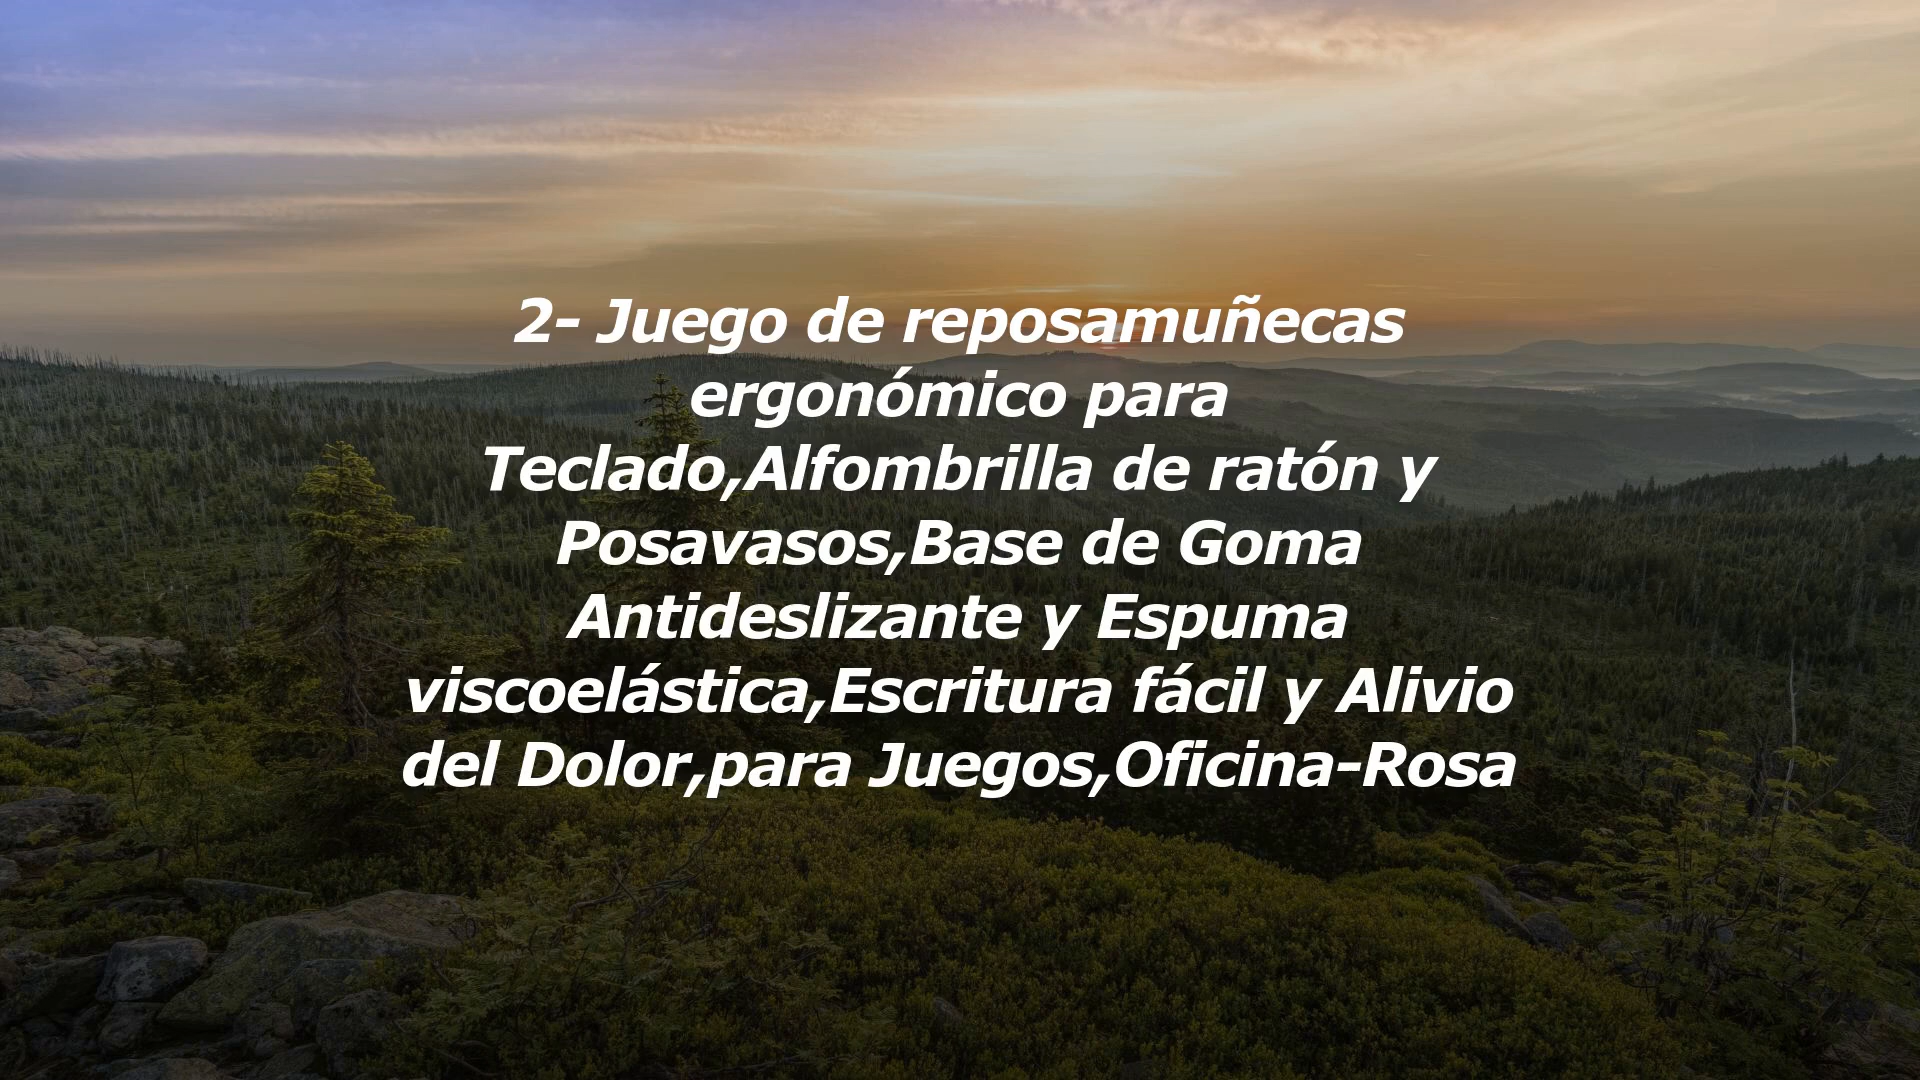 2- Juego de reposamuñecas
ergonómico para
Teclado,Alfombrilla de ratón y
Posavasos,Base de Goma
Antideslizante y Espuma
viscoelástica,Escritura fácil y Alivio
del Dolor,para Juegos,Oficina-Rosa